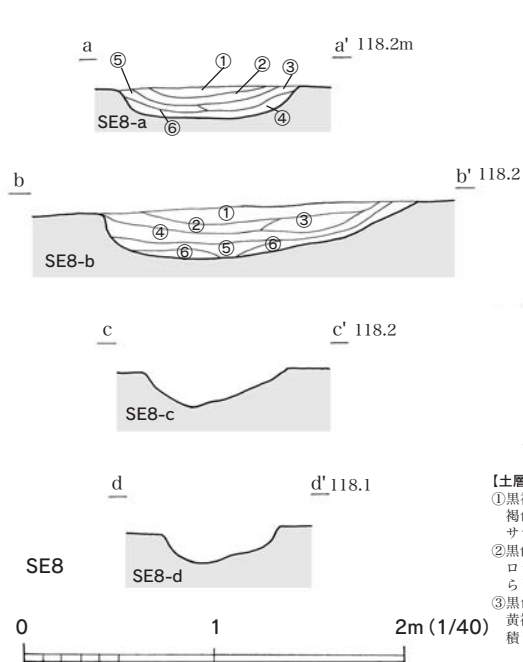 a a' 118.2m
⑤ ① ② ③
SE8-a ⑥ ④
b b' 118.2
① ③
④ ②
⑥ ⑤ ⑥
SE8-b
c c' 118.2
SE8-c
d d' 118.1
SE8-d
SE8
0 1 2m (1/40)
【土層
①黒褐
褐色
サ
②黒色
ロ
ら
③黒色
黄褐
積